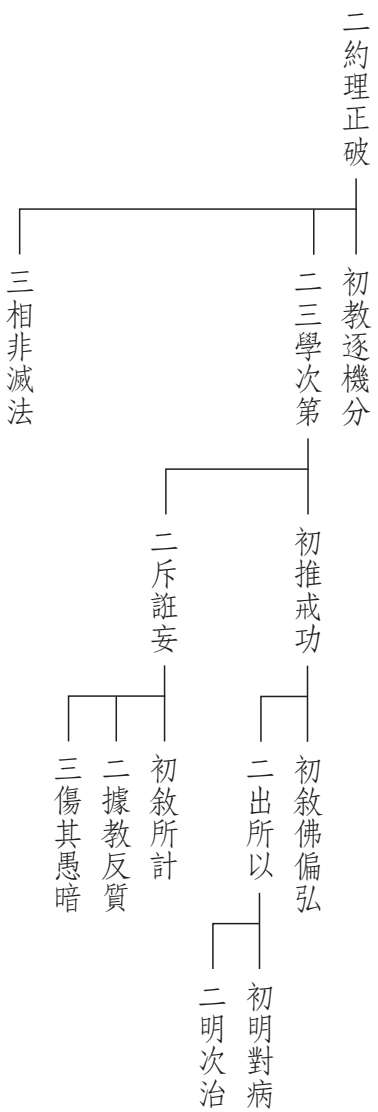 二約理正破
初教逐機分
二三學次第
初推戒功
初敘佛偏弘
二出所以
初明對病
二明次治
二斥誑妄
初敘所計
二據教反質
三傷其愚暗
三相非滅法